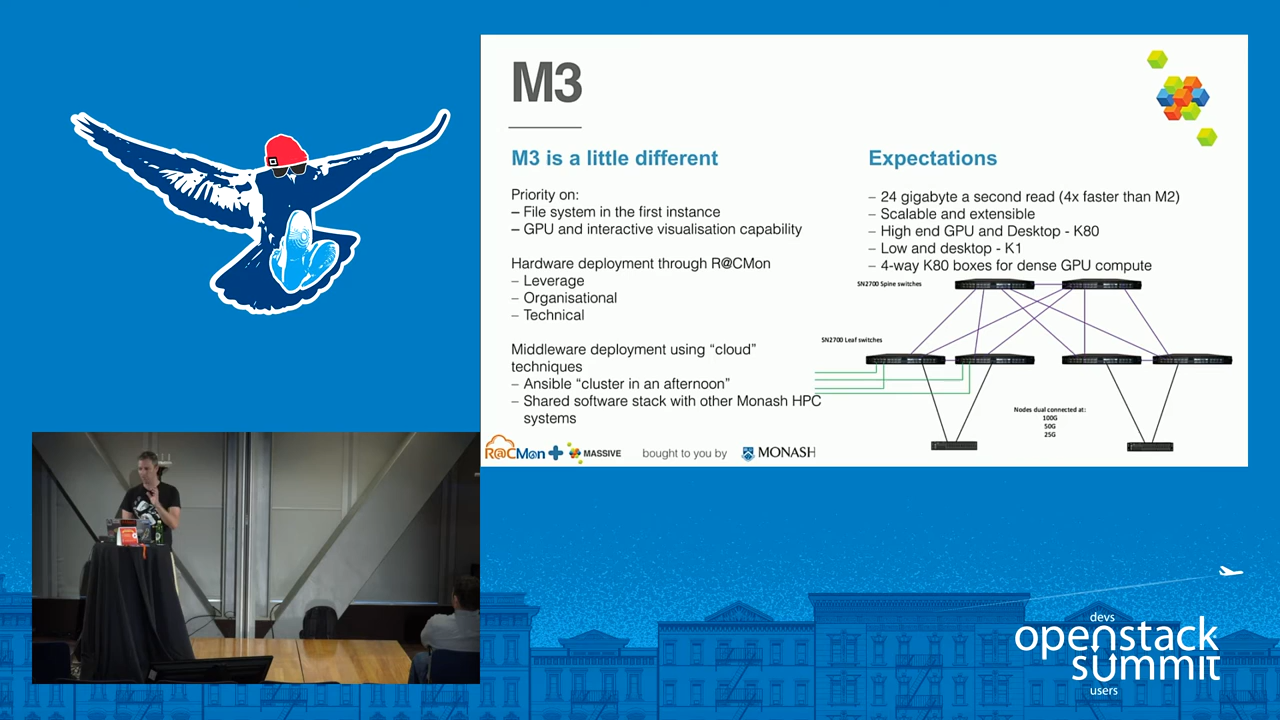 M3
M3 is a little different
Priority on:
– File system in the first instance
– GPU and interactive visualisation capability
Hardware deployment through R@CMon
– Leverage
– Organisational
– Technical
Middleware deployment using “cloud”
techniques
– Ansible “cluster in an afternoon”
– Shared software stack with other Monash HPC
systems
Expectations
– 24 gigabyte a second read (4x faster than M2)
– Scalable and extensible
– High end GPU and Desktop - K80
– Low and desktop - K1
– 4-way K80 boxes for dense GPU compute
SN2700 Spine switches
SN2700 Leaf switches
Nodes dual connected at:
100G
50G
25G
R@CMon
MASSIVE
bought to you by
MONASH
devs
openstack
summit
users